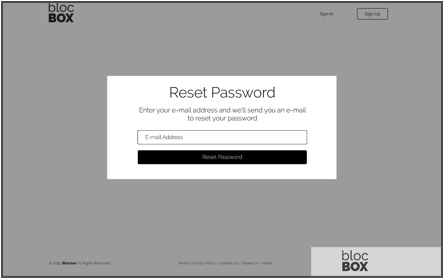 bloc
BOX
Sign In
Sign Up
Reset Password
Enter your e-mail address and we'll send you an e-mail
to reset your password
E-mail Address
Reset Password
© 2015 Blocbox All Rights Reserved
Terms / Privacy Policy / Contact Us / About Us / Twitter
bloc
BOX